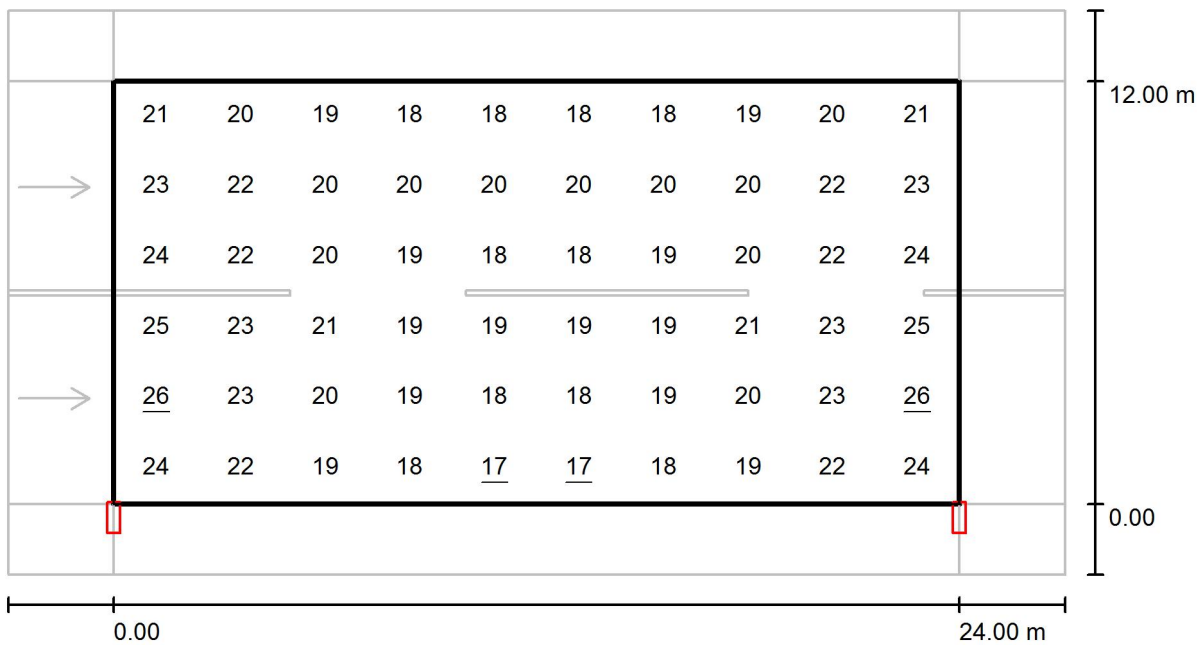 12.00 m
21 20 19 18 18 18 18 19 20 21
23 22 20 20 20 20 20 20 22 23
24 22 20 19 18 18 19 20 22 24
25 23 21 19 19 19 19 21 23 25
26 23 20 19 18 18 19 20 23 26
24 22 19 18 17 17 18 19 22 24
0.00
0.00 24.00 m